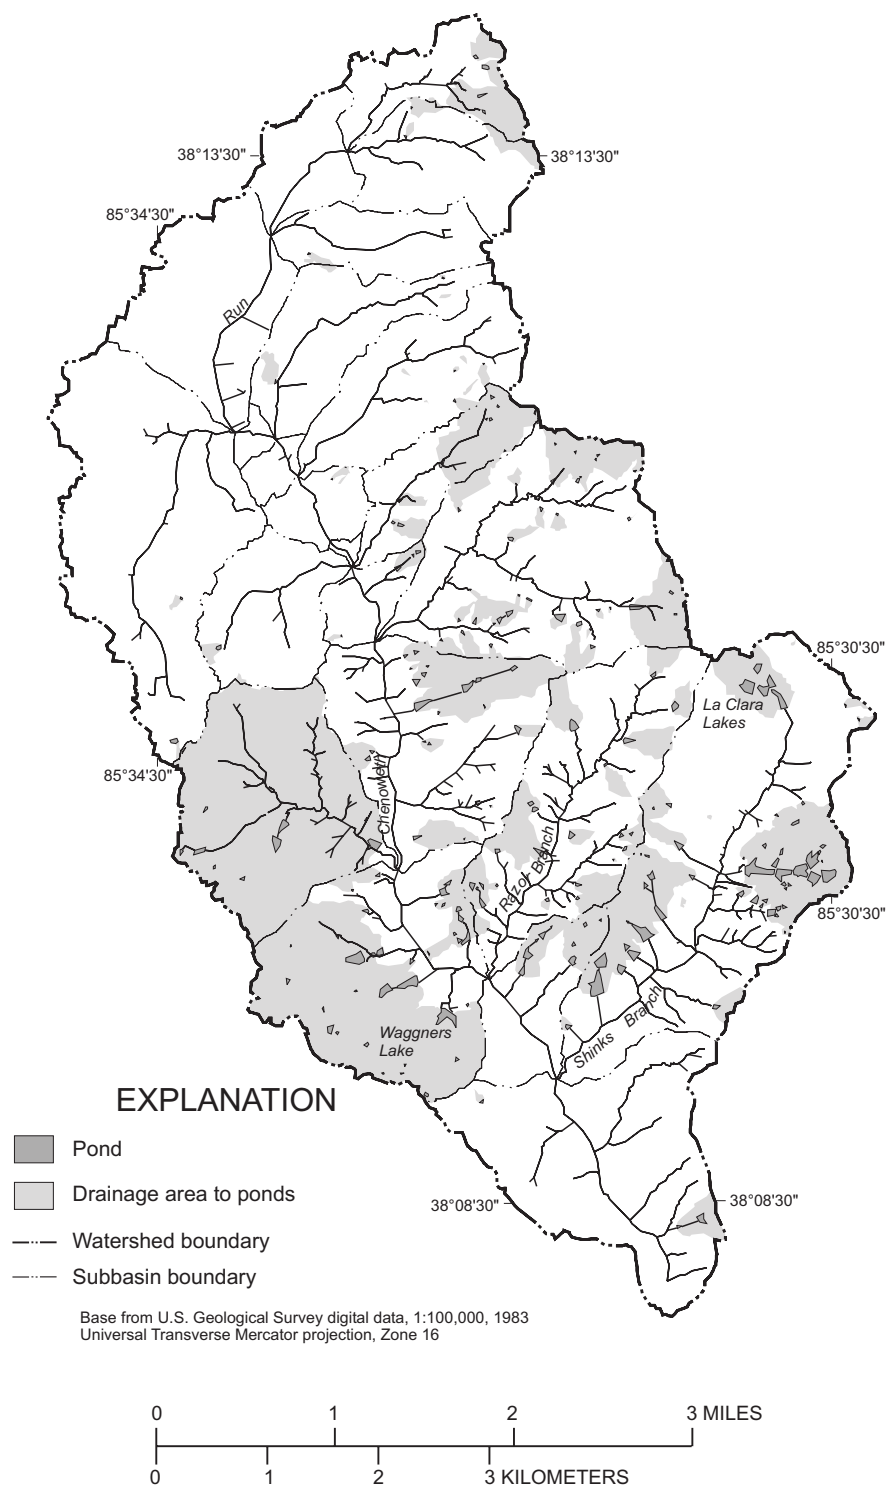 38°13'30"
38°13'30"
85°34'30"
Run
85°30'30"
La Clara
Lakes
85°34'30"
Chenoweth
Razor Branch
85°30'30"
Shinks Branch
Waggners
Lake
EXPLANATION
Pond
Drainage area to ponds
38°08'30"
38°08'30"
Watershed boundary
Subbasin boundary
Base from U.S. Geological Survey digital data, 1:100,000, 1983
Universal Transverse Mercator projection, Zone 16
0 1 2 3 MILES
0 1 2 3 KILOMETERS